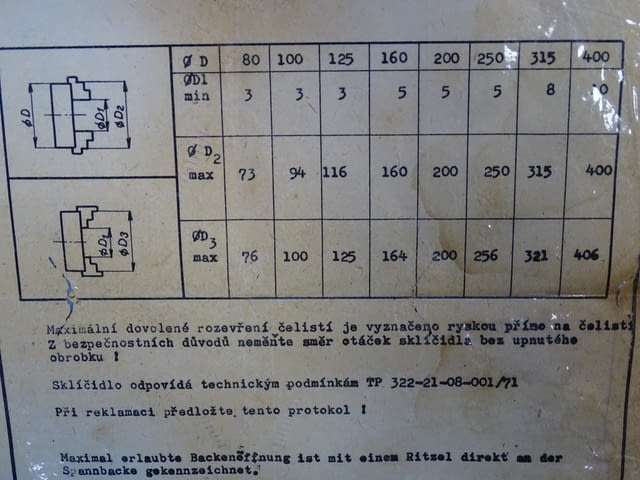 Ø D 80 100 125 160 200 250 315 400
ØD1 min 3 3 3 5 5 5 8
Ø D2 max 73 94 116 160 200 250 315 400
ØD3 max 76 100 125 164 200 256 321 406
ØD ØD1 ØD2
ØD1 ØD3
Maximální dovolené rozevření čelistí je vyznačeno ryskou přímo na čelisti
Z bezpečnostních důvodů neměňte směr otáček sklíčidla bez upnutého
obrobku !
Sklíčidlo odpovídá technickým podmínkám TP 322-21-08-001/71
Při reklamaci předložte tento protokol !
Maximal erlaubte Backenöffnung ist mit einem Ritzel direkt an der
Spannbacke gekennzeichnet.